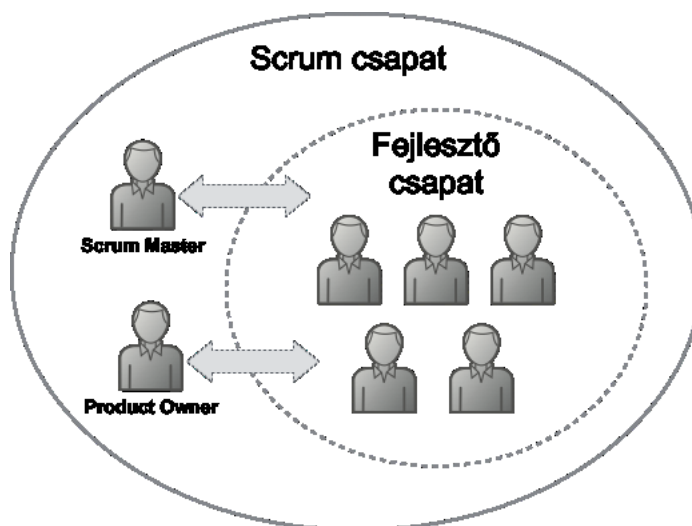 Scrum csapat
Fejlesztő
csapat
Scrum Master
Product Owner